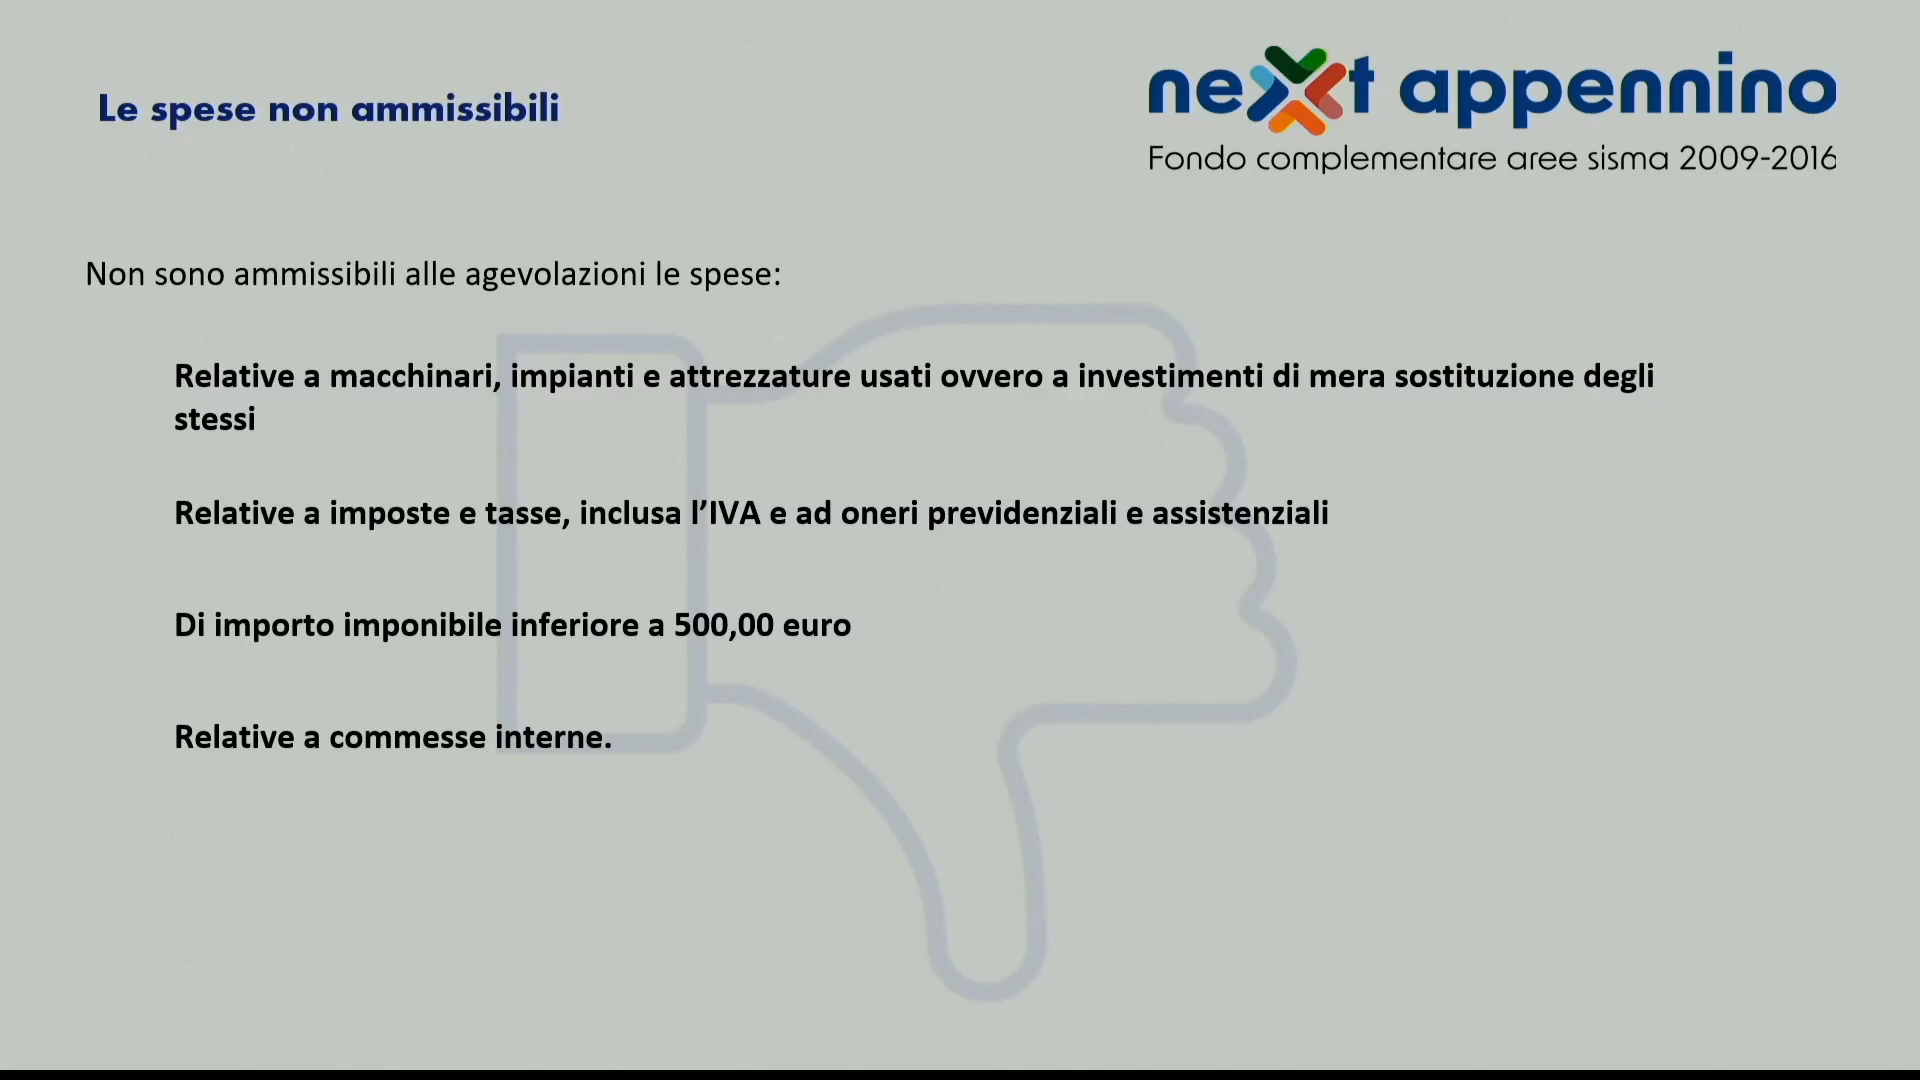 Le spese non ammissibili
next appennino
Fondo complementare aree sisma 2009-2016
Non sono ammissibili alle agevolazioni le spese:
Relative a macchinari, impianti e attrezzature usati ovvero a investimenti di mera sostituzione degli
stessi
Relative a imposte e tasse, inclusa l’IVA e ad oneri previdenziali e assistenziali
Di importo imponibile inferiore a 500,00 euro
Relative a commesse interne.